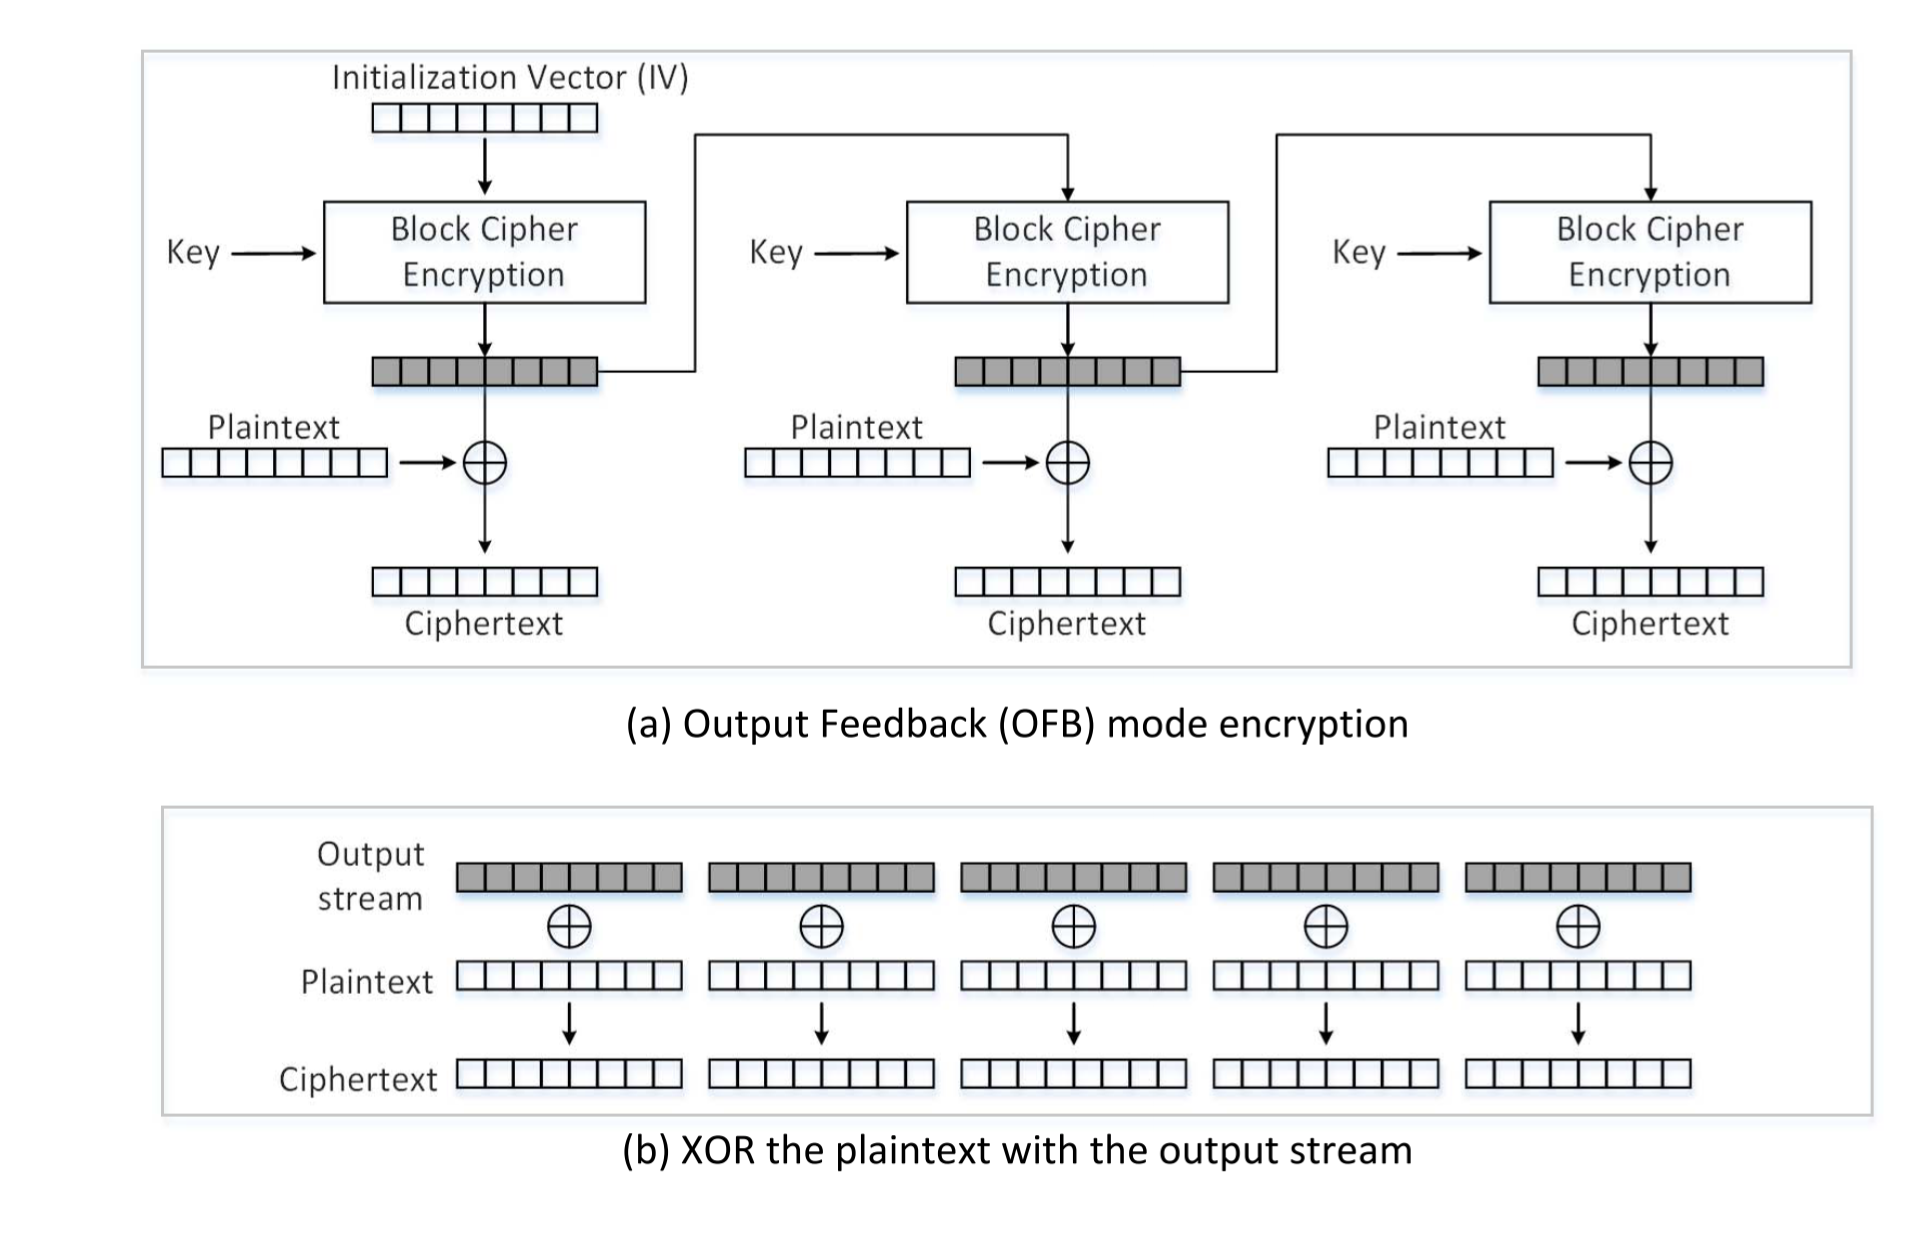 Initialization Vector (IV)
Key
Block Cipher
Encryption
Key
Block Cipher
Encryption
Key
Block Cipher
Encryption
Plaintext
Plaintext
Plaintext
Ciphertext
Ciphertext
Ciphertext
(a) Output Feedback (OFB) mode encryption
Output
stream
Plaintext
Ciphertext
(b) XOR the plaintext with the output stream